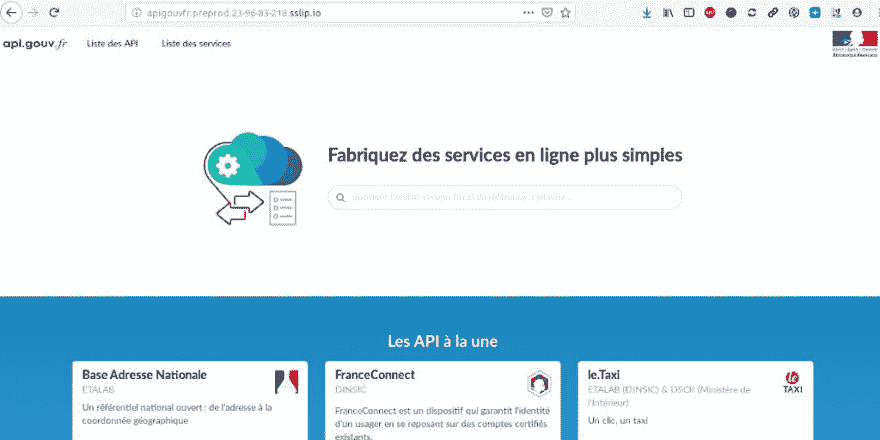 apigouvfr.preprod.23-96-83-218.sslip.io
api.gouv.fr
Liste des API
Liste des services
Fabriquez des services en ligne plus simples
Les API à la une
Base Adresse Nationale
ETALAB
Un référentiel national ouvert : de l'adresse à la
coordonnée géographique
FranceConnect
DINSIC
FranceConnect est un dispositif qui garantit l'identité
d'un usager en se reposant sur des comptes certifiés
existants.
le.Taxi
ETALAB (DINSIC) & DSCR (Ministère de
l'Intérieur)
Un clic, un taxi
le
TAXI